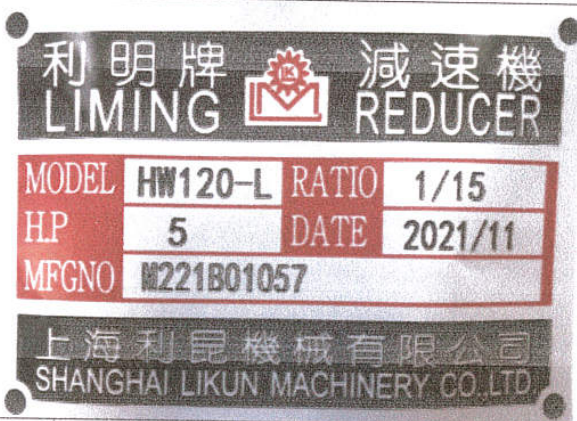 利明牌 減速機
LIMING REDUCER
MODEL HW120-L RATIO 1/15
H.P 5 DATE 2021/11
MFGNO M221B01057
上海利昆機械有限公司
SHANGHAI LIKUN MACHINERY CO.,LTD